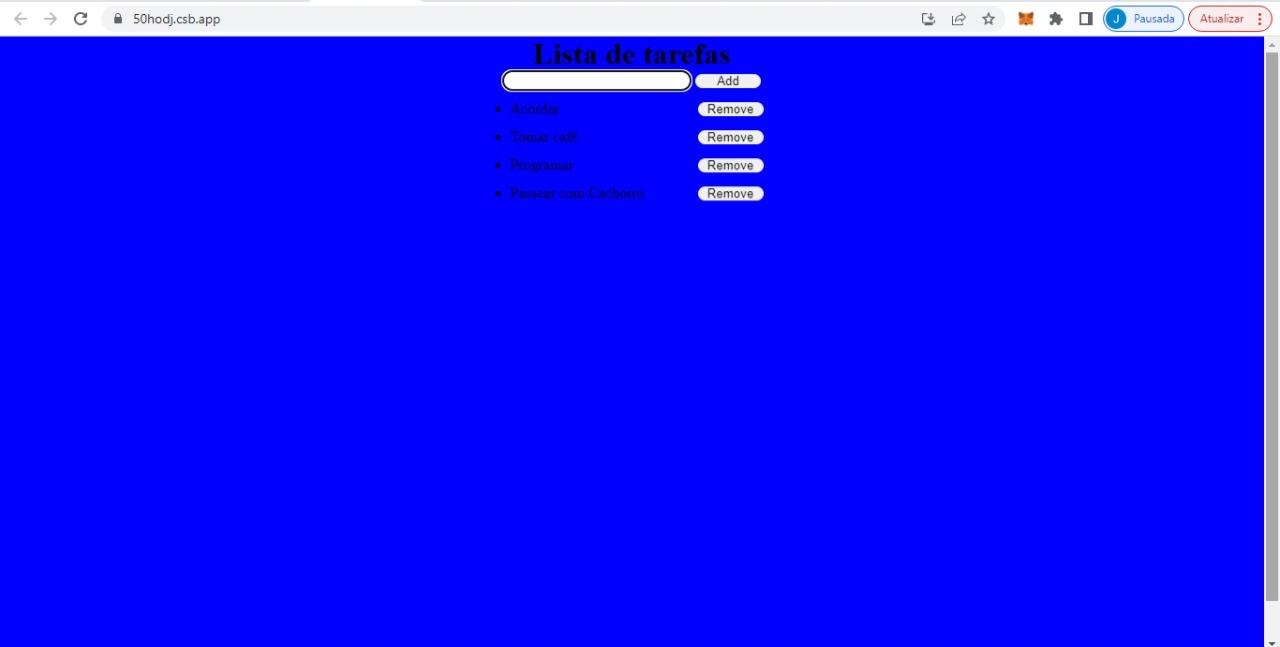 50hodj.csb.app
J Pausada
Atualizar
Lista de tarefas
Add
Acordar Remove
Tomar café Remove
Programar Remove
Passear com Cachorro Remove